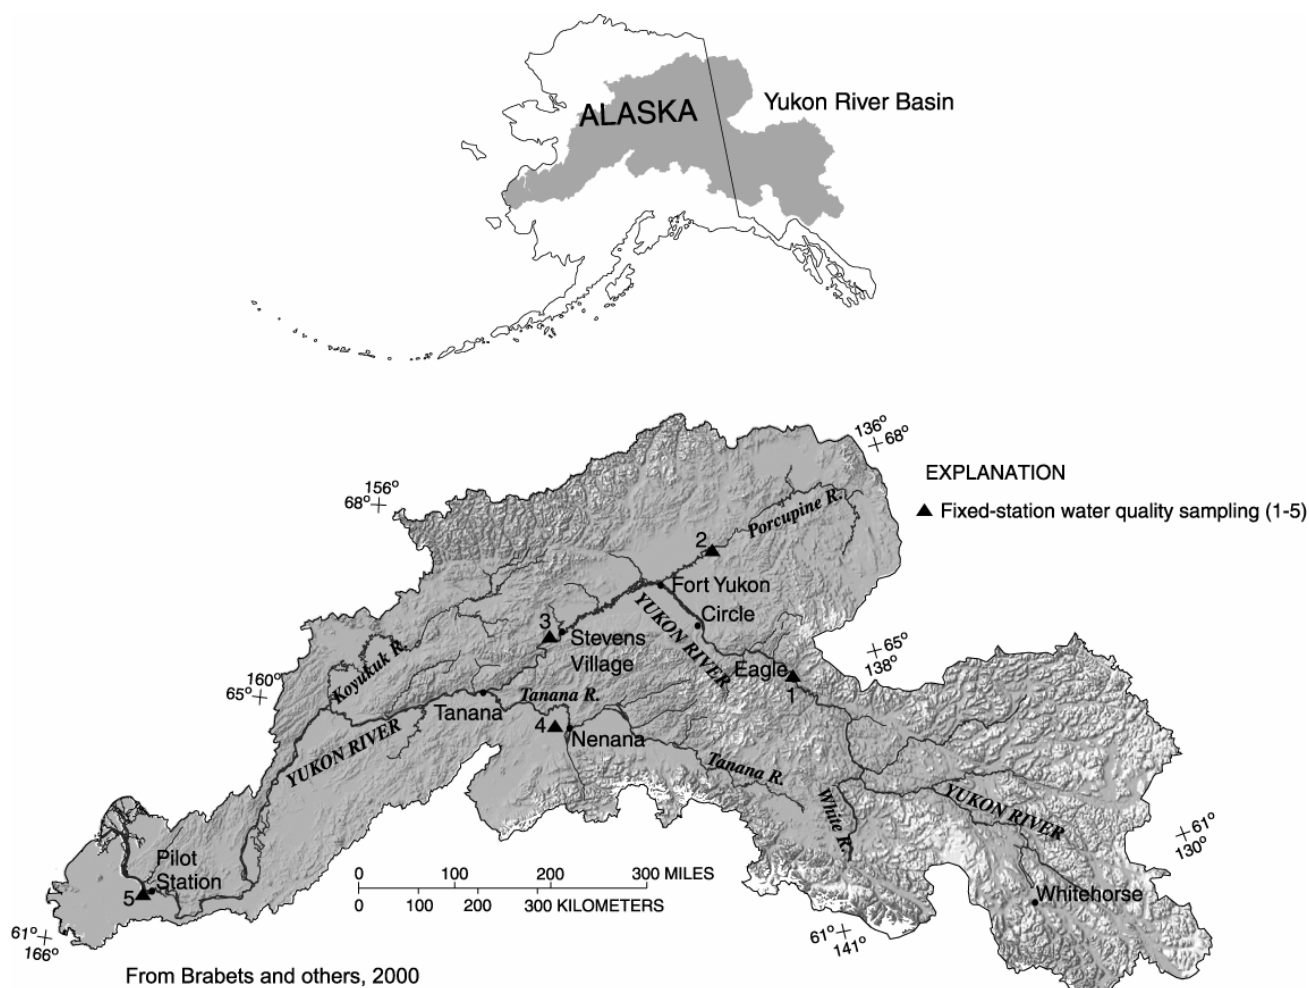 ALASKA
Yukon River Basin
136°
68°
EXPLANATION
156°
68°
Fixed-station water quality sampling (1-5)
Porcupine R.
2
Fort Yukon
YUKON RIVER
Circle
3
Stevens
Village
65°
138°
Eagle
1
160°
65°
Koyukuk R.
Tanana R.
Tanana
4
Nenana
YUKON RIVER
Tanana R.
White R.
YUKON RIVER
61°
130°
Pilot
Station
5
0 100 200 300 MILES
0 100 200 300 KILOMETERS
Whitehorse
61°
166°
61°
141°
From Brabets and others, 2000